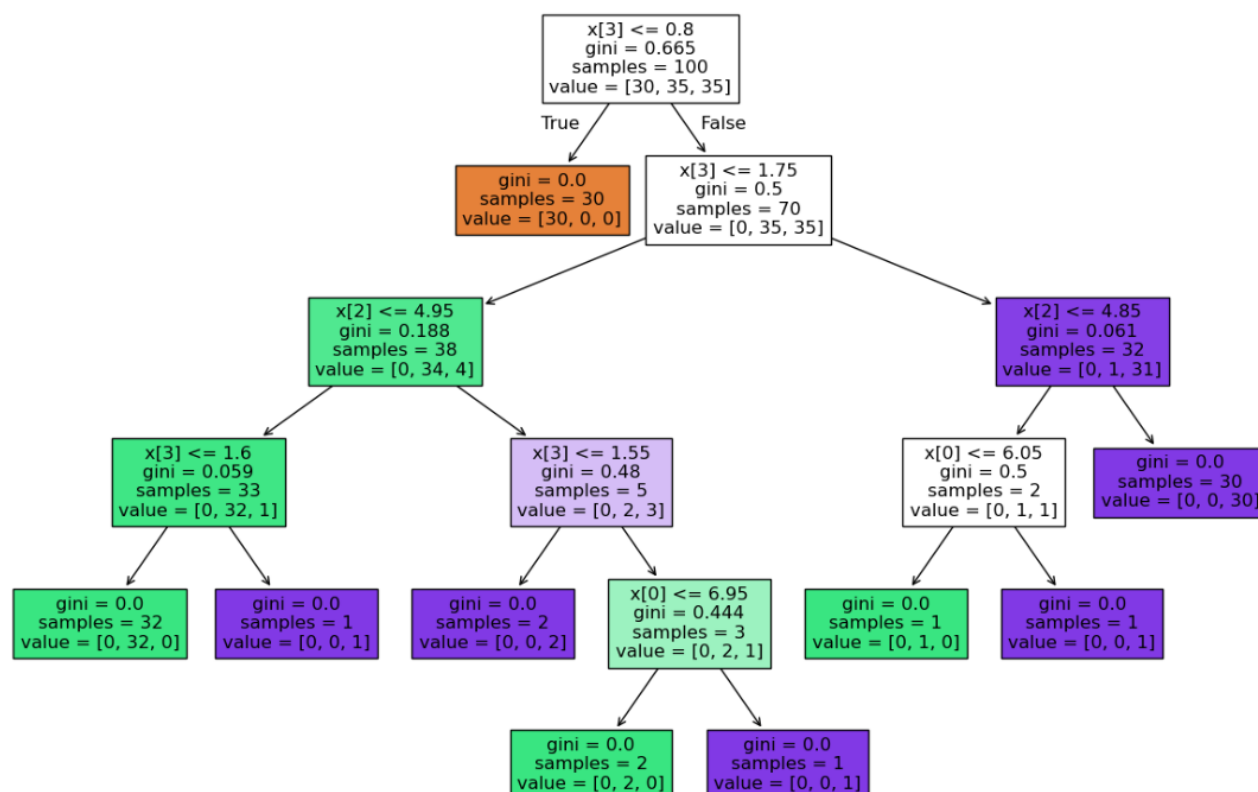 x[3] <= 0.8
gini = 0.665
samples = 100
value = [30, 35, 35]
True
False
gini = 0.0
samples = 30
value = [30, 0, 0]
x[3] <= 1.75
gini = 0.5
samples = 70
value = [0, 35, 35]
x[2] <= 4.95
gini = 0.188
samples = 38
value = [0, 34, 4]
x[2] <= 4.85
gini = 0.061
samples = 32
value = [0, 1, 31]
x[3] <= 1.6
gini = 0.059
samples = 33
value = [0, 32, 1]
x[3] <= 1.55
gini = 0.48
samples = 5
value = [0, 2, 3]
x[0] <= 6.05
gini = 0.5
samples = 2
value = [0, 1, 1]
gini = 0.0
samples = 30
value = [0, 0, 30]
gini = 0.0
samples = 32
value = [0, 32, 0]
gini = 0.0
samples = 1
value = [0, 0, 1]
gini = 0.0
samples = 2
value = [0, 0, 2]
x[0] <= 6.95
gini = 0.444
samples = 3
value = [0, 2, 1]
gini = 0.0
samples = 1
value = [0, 1, 0]
gini = 0.0
samples = 1
value = [0, 0, 1]
gini = 0.0
samples = 2
value = [0, 2, 0]
gini = 0.0
samples = 1
value = [0, 0, 1]